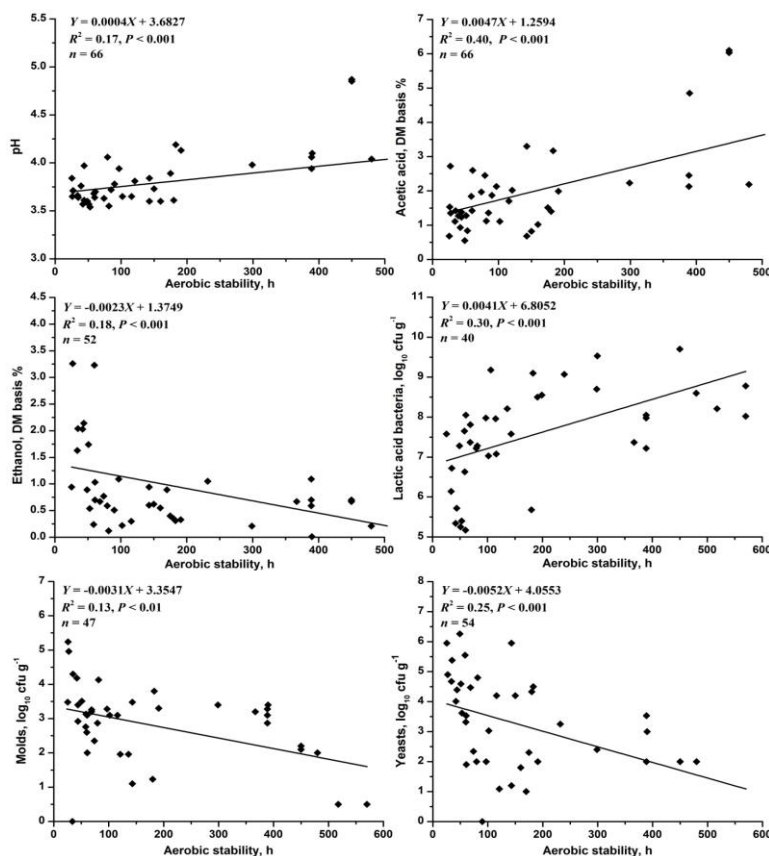 Y = 0.0004X + 3.6827
R² = 0.17, P < 0.001
n = 66
pH
5.5
5.0
4.5
4.0
3.5
3.0
0 100 200 300 400 500
Aerobic stability, h
Y = 0.0047X + 1.2594
R² = 0.40, P < 0.001
n = 66
Acetic acid, DM basis %
7
6
5
4
3
2
1
0
0 100 200 300 400 500
Aerobic stability, h
Y = -0.0023X + 1.3749
R² = 0.18, P < 0.001
n = 52
Ethanol, DM basis %
4.5
4.0
3.5
3.0
2.5
2.0
1.5
1.0
0.5
0.0
0 100 200 300 400 500
Aerobic stability, h
Y = 0.0041X + 6.8052
R² = 0.30, P < 0.001
n = 40
Lactic acid bacteria, log₁₀ cfu g⁻¹
11
10
9
8
7
6
5
0 100 200 300 400 500 600
Aerobic stability, h
Y = -0.0031X + 3.3547
R² = 0.13, P < 0.01
n = 47
Molds, log₁₀ cfu g⁻¹
7
6
5
4
3
2
1
0
0 100 200 300 400 500 600
Aerobic stability, h
Y = -0.0052X + 4.0553
R² = 0.25, P < 0.001
n = 54
Yeasts, log₁₀ cfu g⁻¹
9
8
7
6
5
4
3
2
1
0
0 100 200 300 400 500 600
Aerobic stability, h